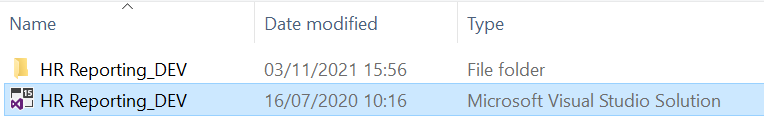 Name Date modified Type
HR Reporting_DEV 03/11/2021 15:56 File folder
15 HR Reporting_DEV 16/07/2020 10:16 Microsoft Visual Studio Solution